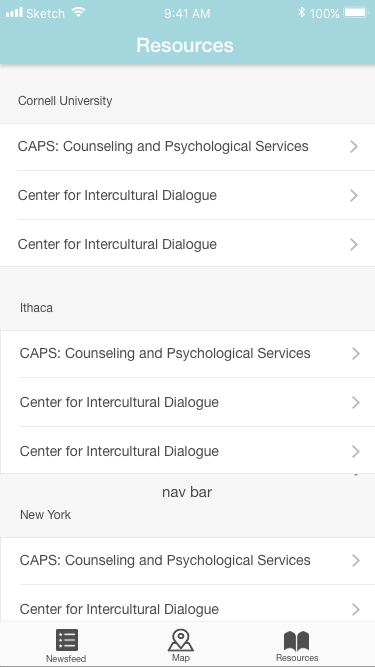 Sketch 9:41 AM 100%
Resources
Cornell University
CAPS: Counseling and Psychological Services
Center for Intercultural Dialogue
Center for Intercultural Dialogue
Ithaca
CAPS: Counseling and Psychological Services
Center for Intercultural Dialogue
Center for Intercultural Dialogue
nav bar
New York
CAPS: Counseling and Psychological Services
Center for Intercultural Dialogue
Newsfeed Map Resources